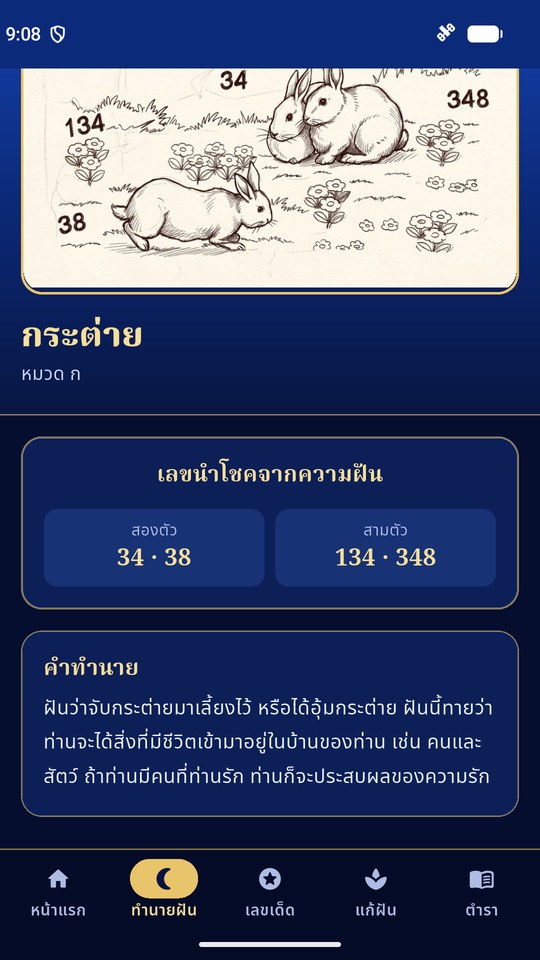 9:08
34
348
134
38
กระต่าย
หมวด ก
เลขนำโชคจากความฝัน
สองตัว
34 · 38
สามตัว
134 · 348
คำทำนาย
ฝันว่าจับกระต่ายมาเลี้ยงไว้ หรือได้อุ้มกระต่าย ฝันนี้ทายว่า
ท่านจะได้สิ่งที่มีชีวิตเข้ามาอยู่ในบ้านของท่าน เช่น คนและ
สัตว์ ถ้าท่านมีคนที่ท่านรัก ท่านก็จะประสบผลของความรัก
หน้าแรก
ทำนายฝัน
เลขเด็ด
แก้ฝัน
ตำรา